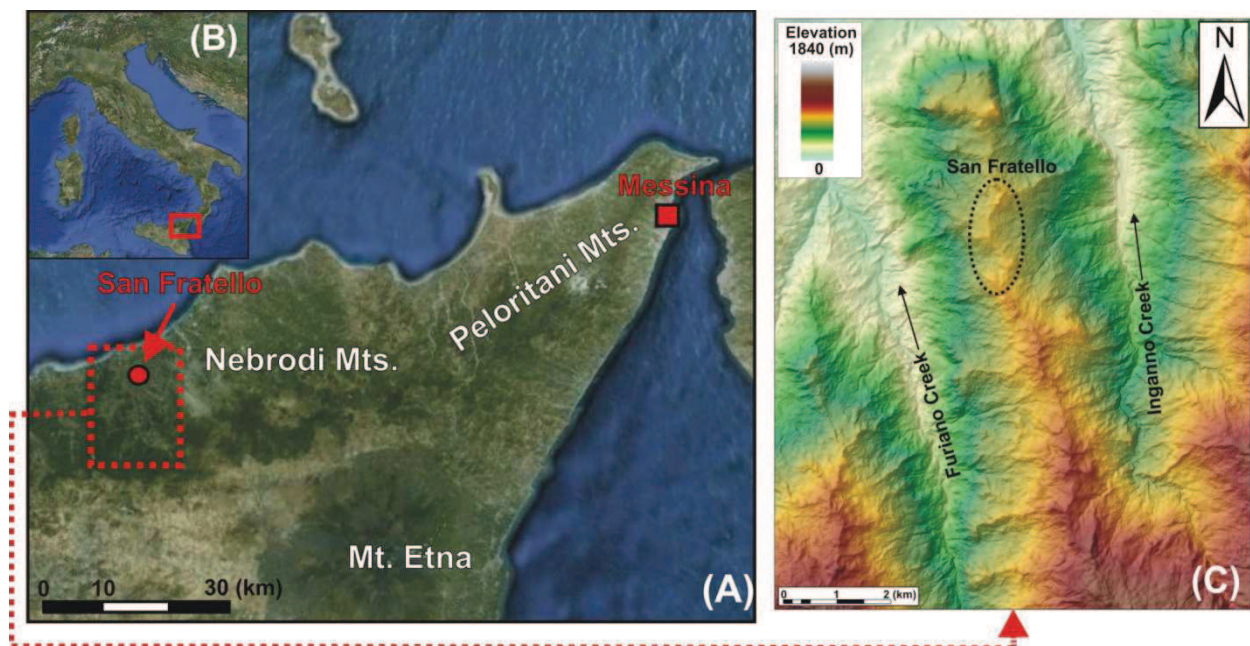 (B)
San Fratello
Nebrodi Mts.
Peloritani Mts.
Messina
Mt. Etna
0 10 30 (km)
(A)
Elevation
1840 (m)
0
N
San Fratello
Furiano Creek
Inganno Creek
0 1 2 (km)
(C)